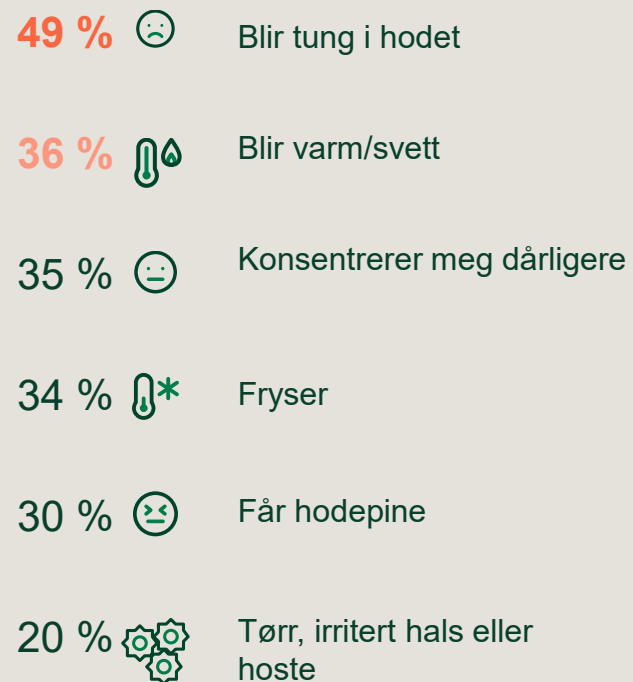 49 % Blir tung i hodet
36 % Blir varm/svett
35 % Konsentrerer meg dårligere
34 % Fryser
30 % Får hodepine
20 % Tørr, irritert hals eller
hoste